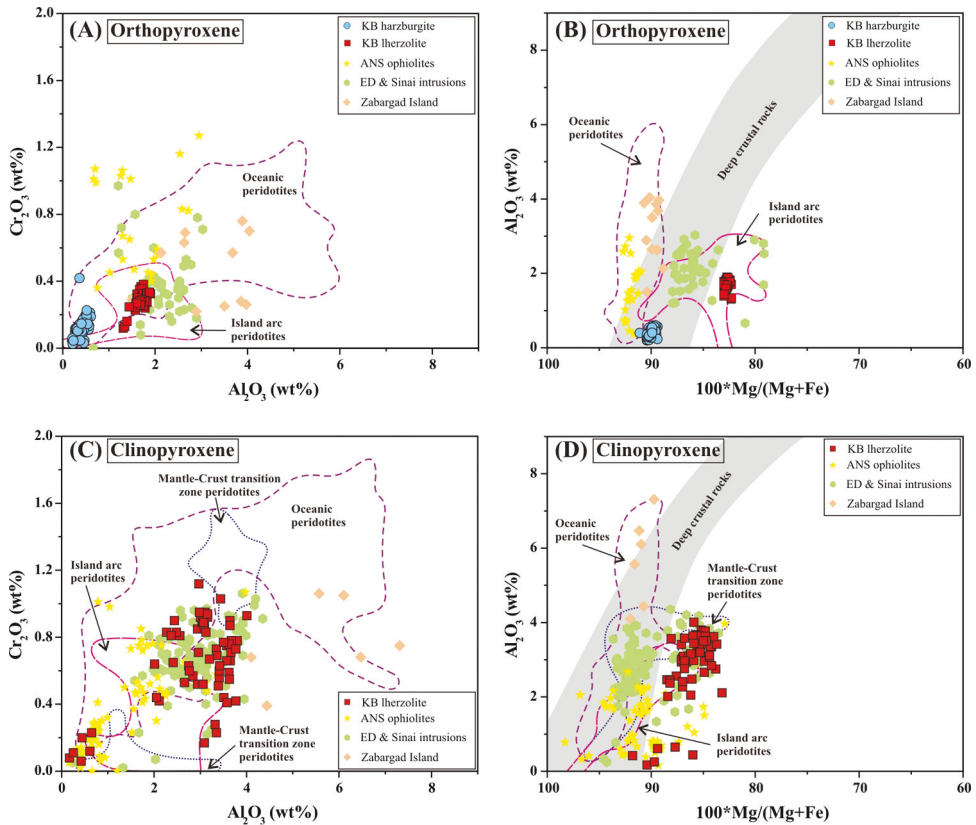 (A) Orthopyroxene
KB harzburgite
KB lherzolite
ANS ophiolites
ED & Sinai intrusions
Zabargad Island
Oceanic
peridotites
Island arc
peridotites
2.0
1.6
1.2
0.8
0.4
0.0
Cr2O3 (wt%)
0
2
4
6
8
Al2O3 (wt%)
(B) Orthopyroxene
KB harzburgite
KB lherzolite
ANS ophiolites
ED & Sinai intrusions
Zabargad Island
Oceanic
peridotites
Deep crustal rocks
Island arc
peridotites
8
6
4
2
0
Al2O3 (wt%)
100
90
80
70
60
100*Mg/(Mg+Fe)
(C) Clinopyroxene
Mantle-Crust transition
zone peridotites
Oceanic
peridotites
Island arc
peridotites
KB lherzolite
ANS ophiolites
ED & Sinai intrusions
Zabargad Island
Mantle-Crust
transition zone
peridotites
2.0
1.6
1.2
0.8
0.4
0.0
Cr2O3 (wt%)
0
2
4
6
8
Al2O3 (wt%)
(D) Clinopyroxene
KB lherzolite
ANS ophiolites
ED & Sinai intrusions
Zabargad Island
Oceanic
peridotites
Deep crustal rocks
Mantle-Crust
transition zone
peridotites
Island arc
peridotites
8
6
4
2
0
Al2O3 (wt%)
100
90
80
70
60
100*Mg/(Mg+Fe)